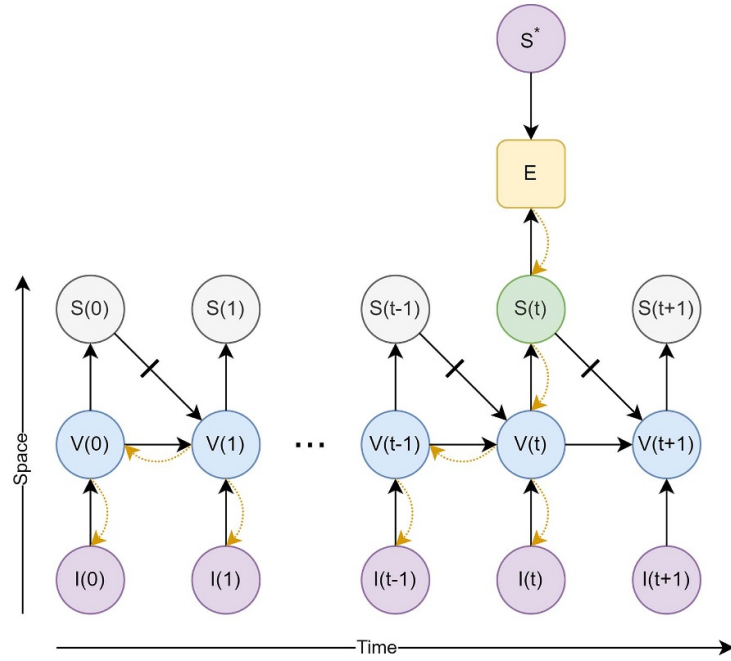 S*
E
S(0) S(1) S(t-1) S(t) S(t+1)
V(0) V(1) ... V(t-1) V(t) V(t+1)
Space
I(0) I(1) I(t-1) I(t) I(t+1)
Time